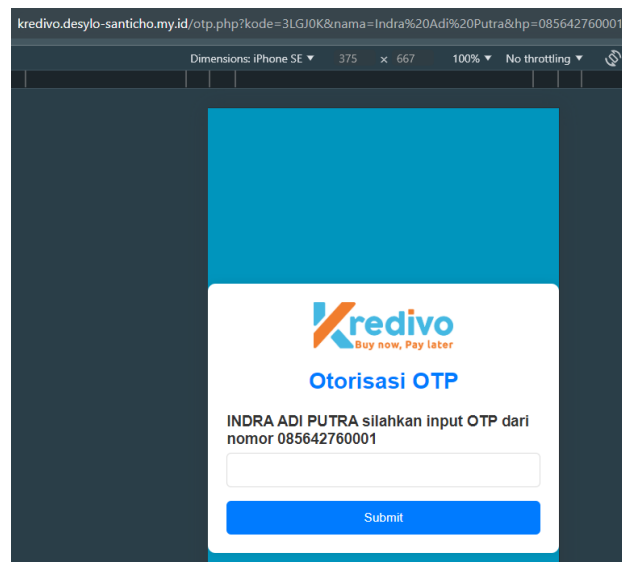 kredivo.desylo-santicho.my.id/otp.php?kode=3LGJ0K&nama=Indra%20Adi%20Putra&hp=085642760001
Dimensions: iPhone SE ▼ 375 × 667 100% ▼ No throttling ▼
Kredivo
Buy now, Pay later
Otorisasi OTP
INDRA ADI PUTRA silahkan input OTP dari
nomor 085642760001
Submit